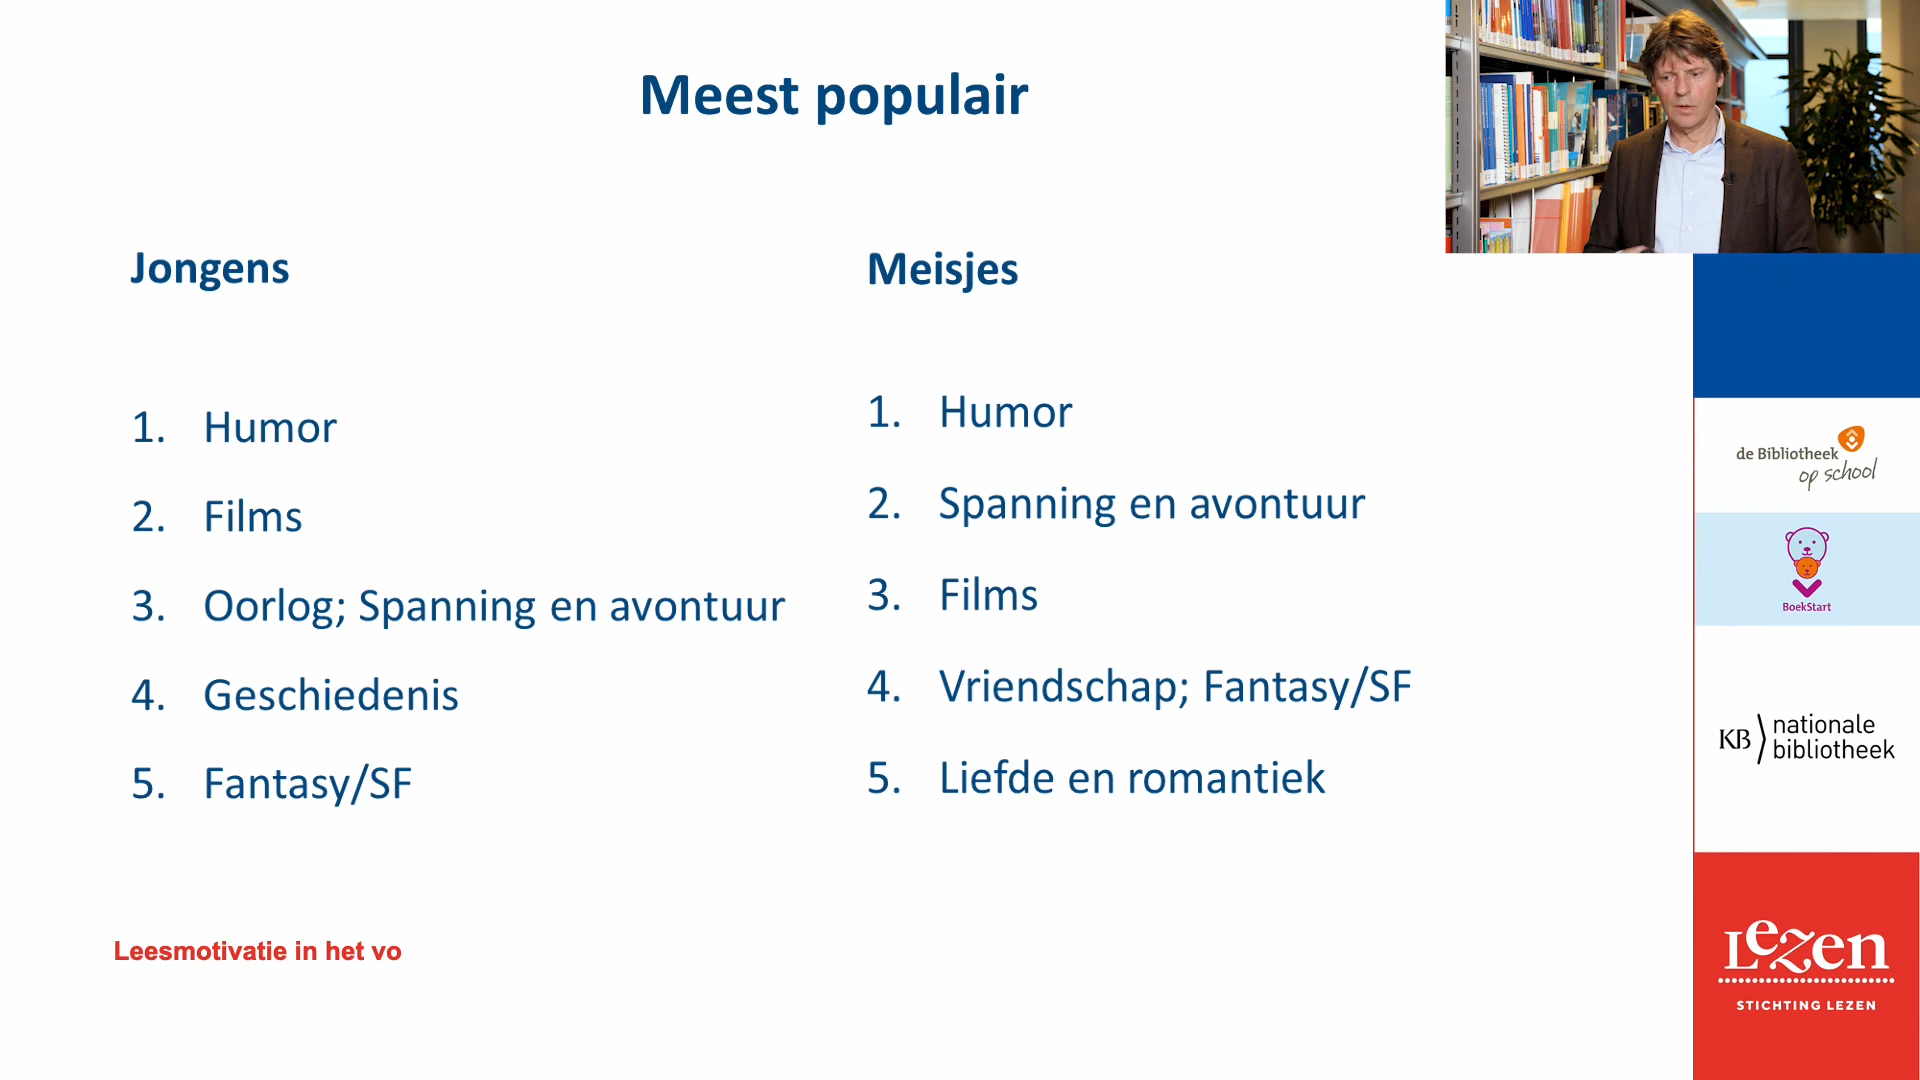 Meest populair
Jongens
1. Humor
2. Films
3. Oorlog; Spanning en avontuur
4. Geschiedenis
5. Fantasy/SF
Meisjes
1. Humor
2. Spanning en avontuur
3. Films
4. Vriendschap; Fantasy/SF
5. Liefde en romantiek
Leesmotivatie in het vo
de Bibliotheek
op school
BoekStart
KB nationale
bibliotheek
Lezen
STICHTING LEZEN